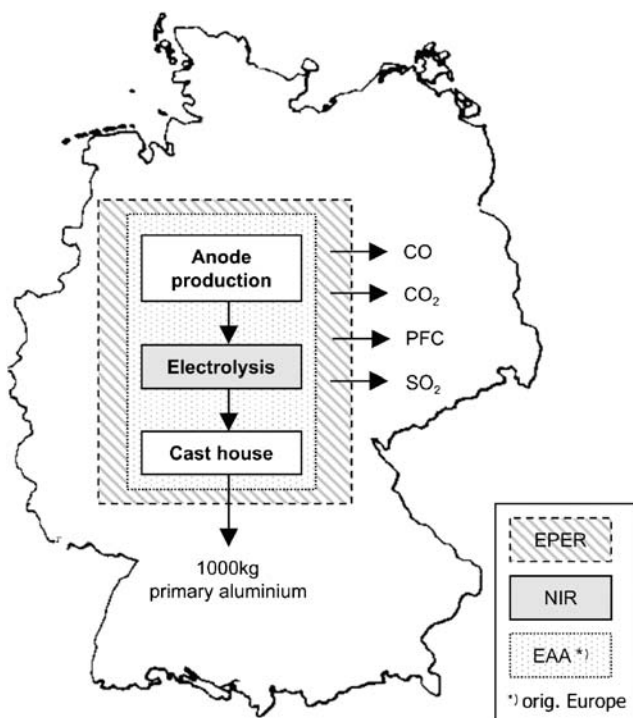 Anode
production
Electrolysis
Cast house
CO
CO₂
PFC
SO₂
1000kg
primary aluminium
EPER
NIR
EAA *)
*) orig. Europe